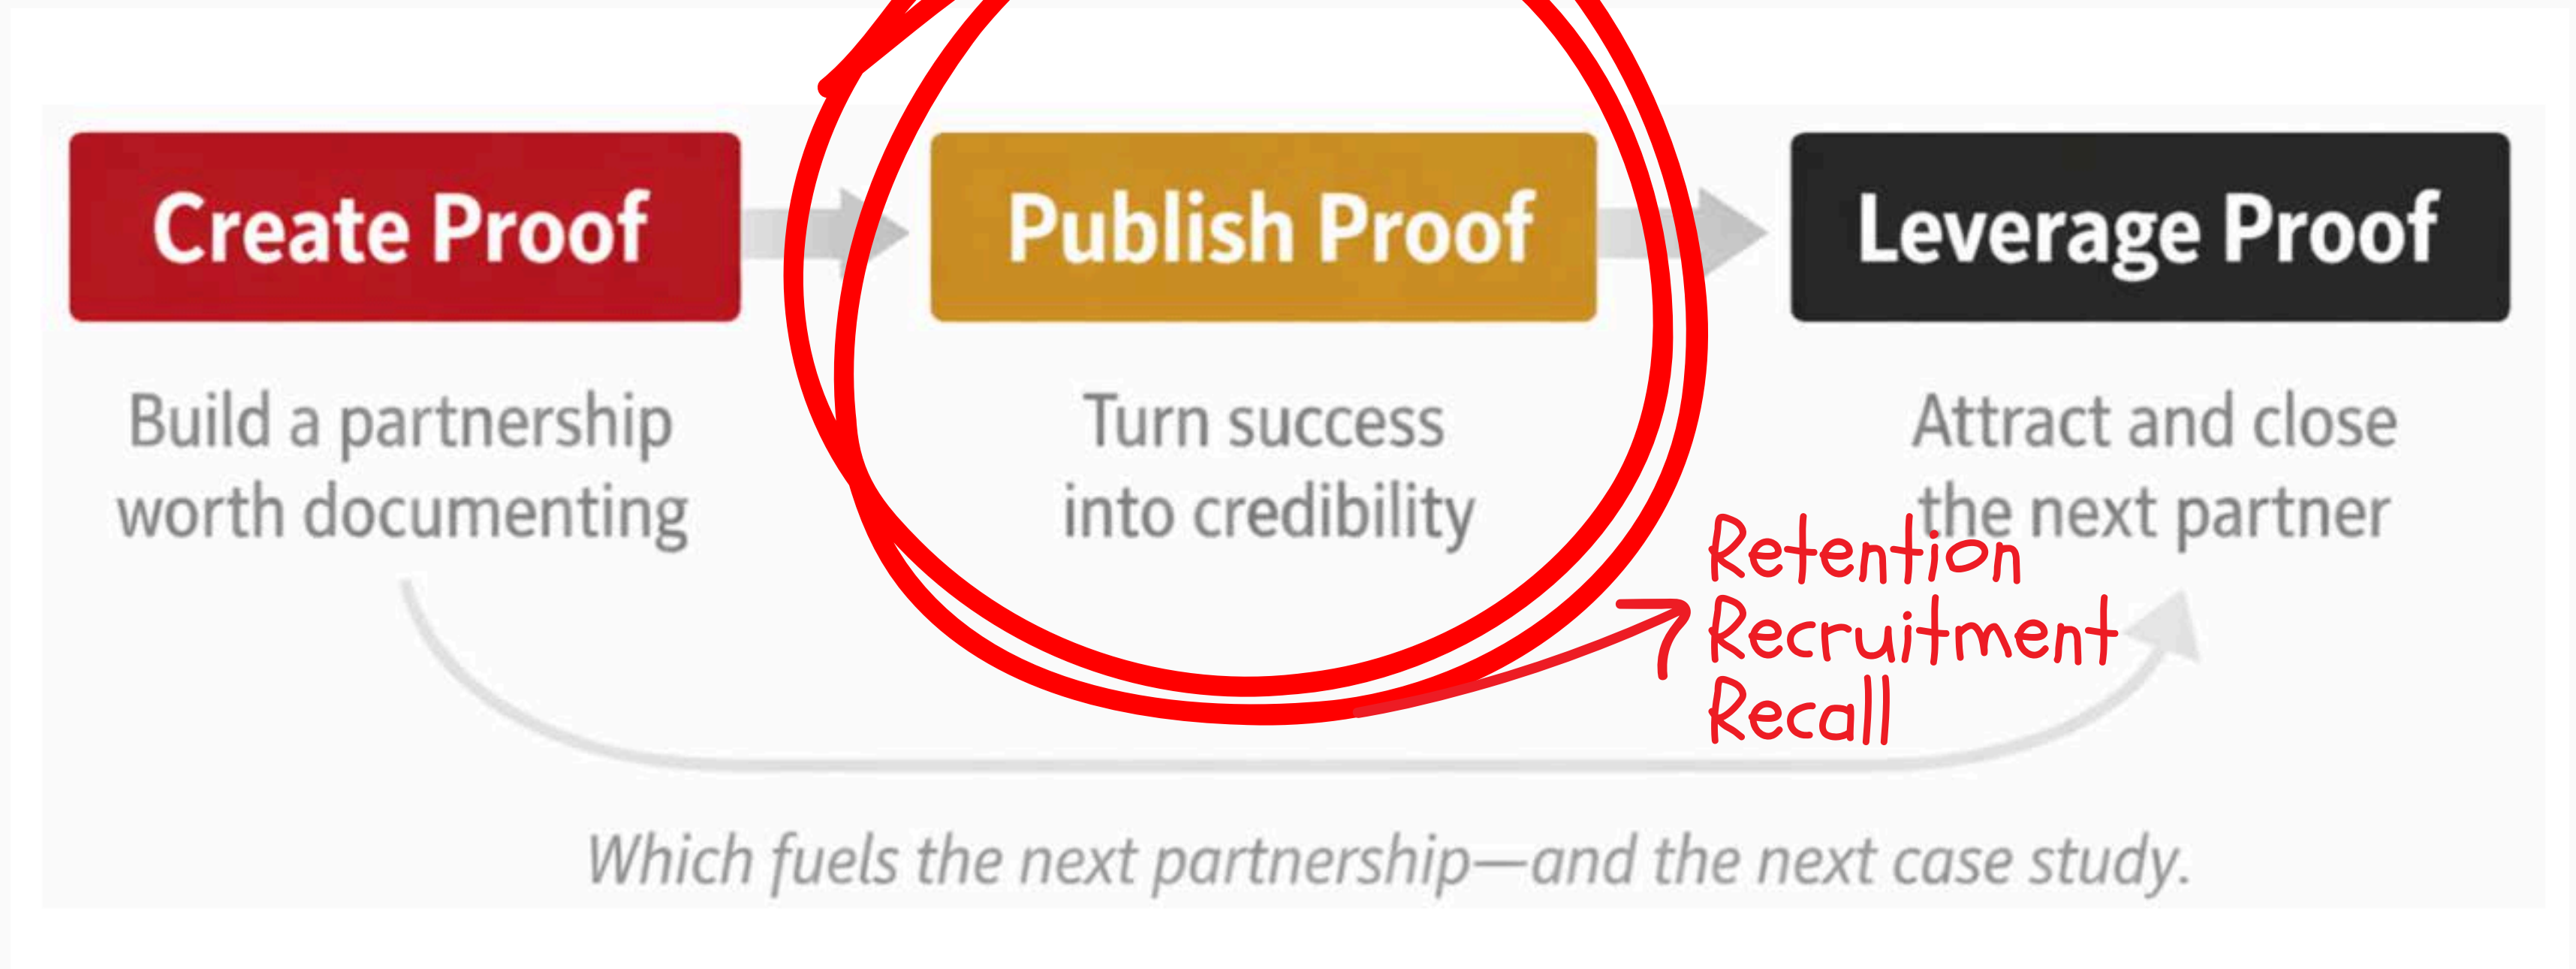 Create Proof
Publish Proof
Leverage Proof
Build a partnership
worth documenting
Turn success
into credibility
Attract and close
the next partner
Retention
Recruitment
Recall
Which fuels the next partnership—and the next case study.